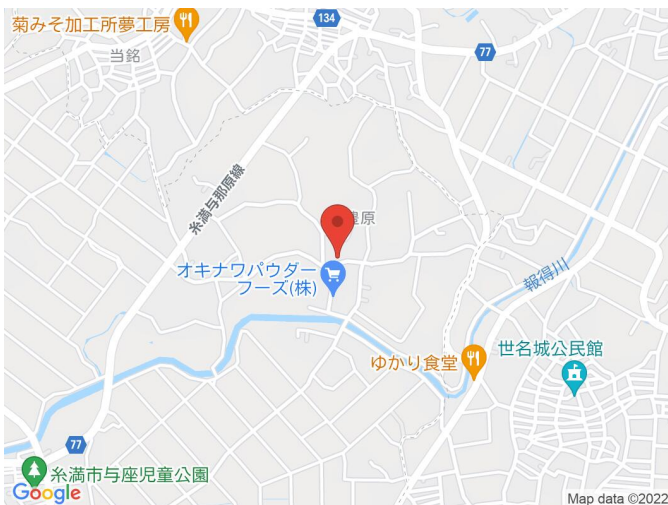 菊みそ加工所夢工房
134
77
当銘
糸満与那原線
豊原
オキナワパウダー
フーズ(株)
報得川
世名城公民館
ゆかり食堂
77
糸満市与座児童公園
Google
Map data ©2022